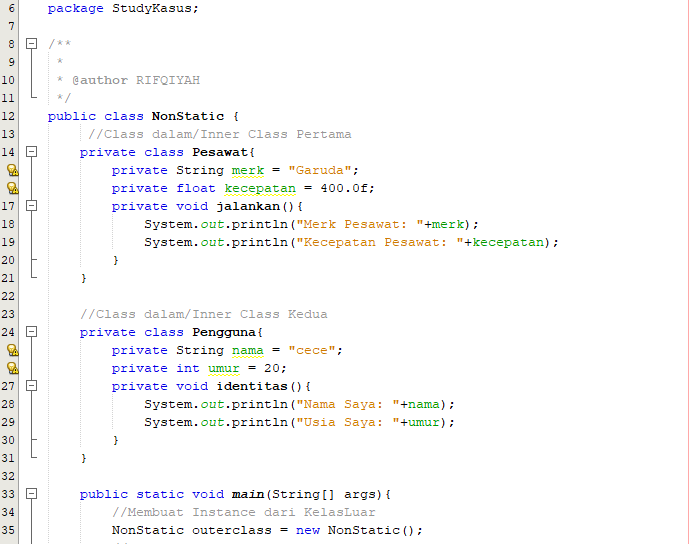 6 package StudyKasus;
7
8 /**
9 *
10 * @author RIFQIYAH
11 */
12 public class NonStatic {
13 //Class dalam/Inner Class Pertama
14 private class Pesawat{
private String merk = "Garuda";
private float kecepatan = 400.0f;
17 private void jalankan(){
18 System.out.println("Merk Pesawat: "+merk);
19 System.out.println("Kecepatan Pesawat: "+kecepatan);
20 }
21 }
22
23 //Class dalam/Inner Class Kedua
24 private class Pengguna{
private String nama = "cece";
private int umur = 20;
27 private void identitas(){
28 System.out.println("Nama Saya: "+nama);
29 System.out.println("Usia Saya: "+umur);
30 }
31 }
32
33 public static void main(String[] args){
34 //Membuat Instance dari KelasLuar
35 NonStatic outerclass = new NonStatic();